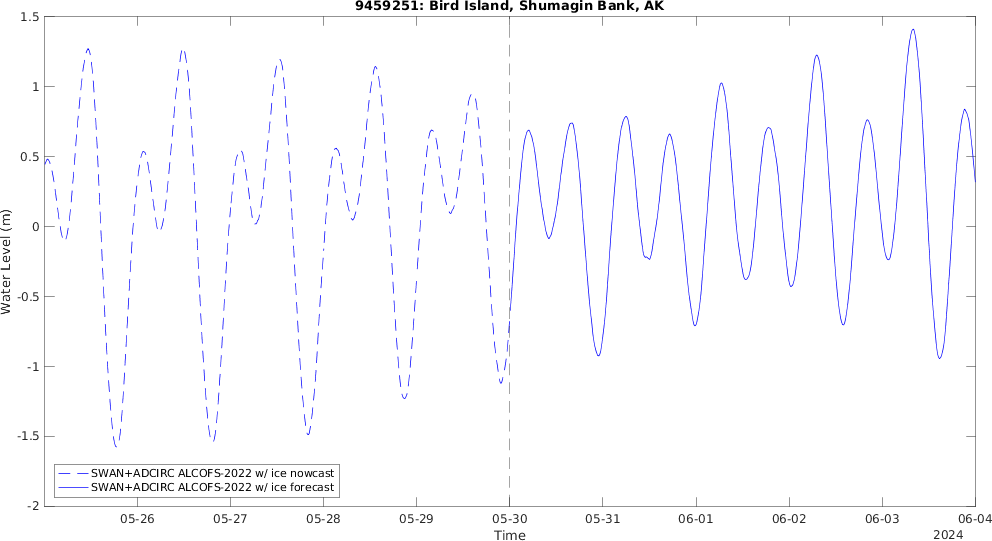 9459251: Bird Island, Shumagin Bank, AK
1.5
1
0.5
0
-0.5
-1
-1.5
-2
Water Level (m)
SWAN+ADCIRC ALCOFS-2022 w/ ice nowcast
SWAN+ADCIRC ALCOFS-2022 w/ ice forecast
05-26 05-27 05-28 05-29 05-30 05-31 06-01 06-02 06-03 06-04
Time
2024